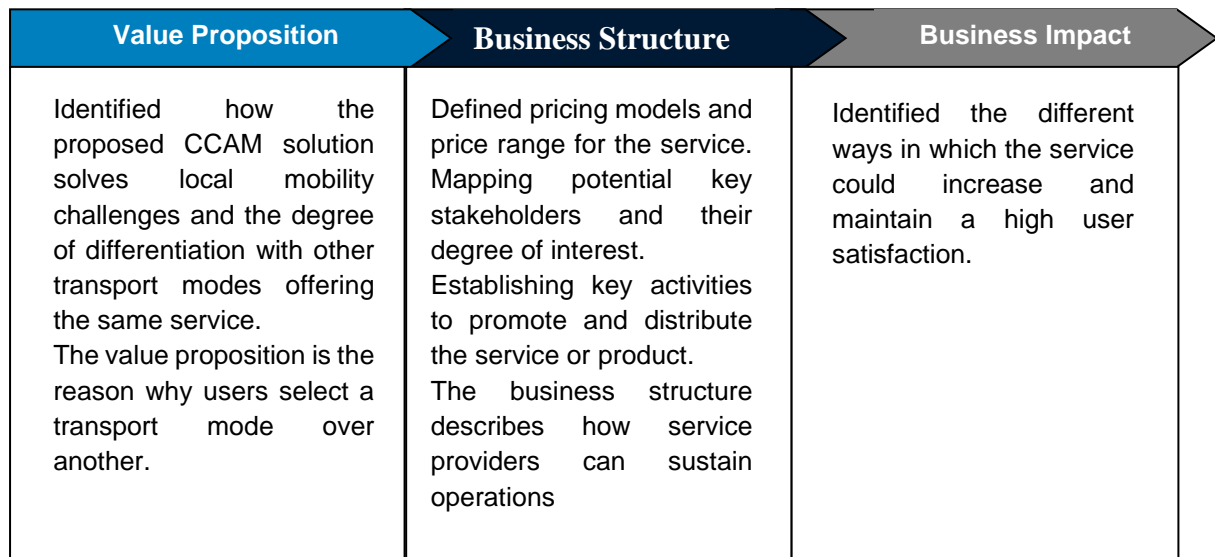 Value Proposition
Business Structure
Business Impact
Identified how the
proposed CCAM solution
solves local mobility
challenges and the degree
of differentiation with other
transport modes offering
the same service.
The value proposition is the
reason why users select a
transport mode over
another.
Defined pricing models and
price range for the service.
Mapping potential key
stakeholders and their
degree of interest.
Establishing key activities
to promote and distribute
the service or product.
The business structure
describes how service
providers can sustain
operations
Identified the different
ways in which the service
could increase and
maintain a high user
satisfaction.